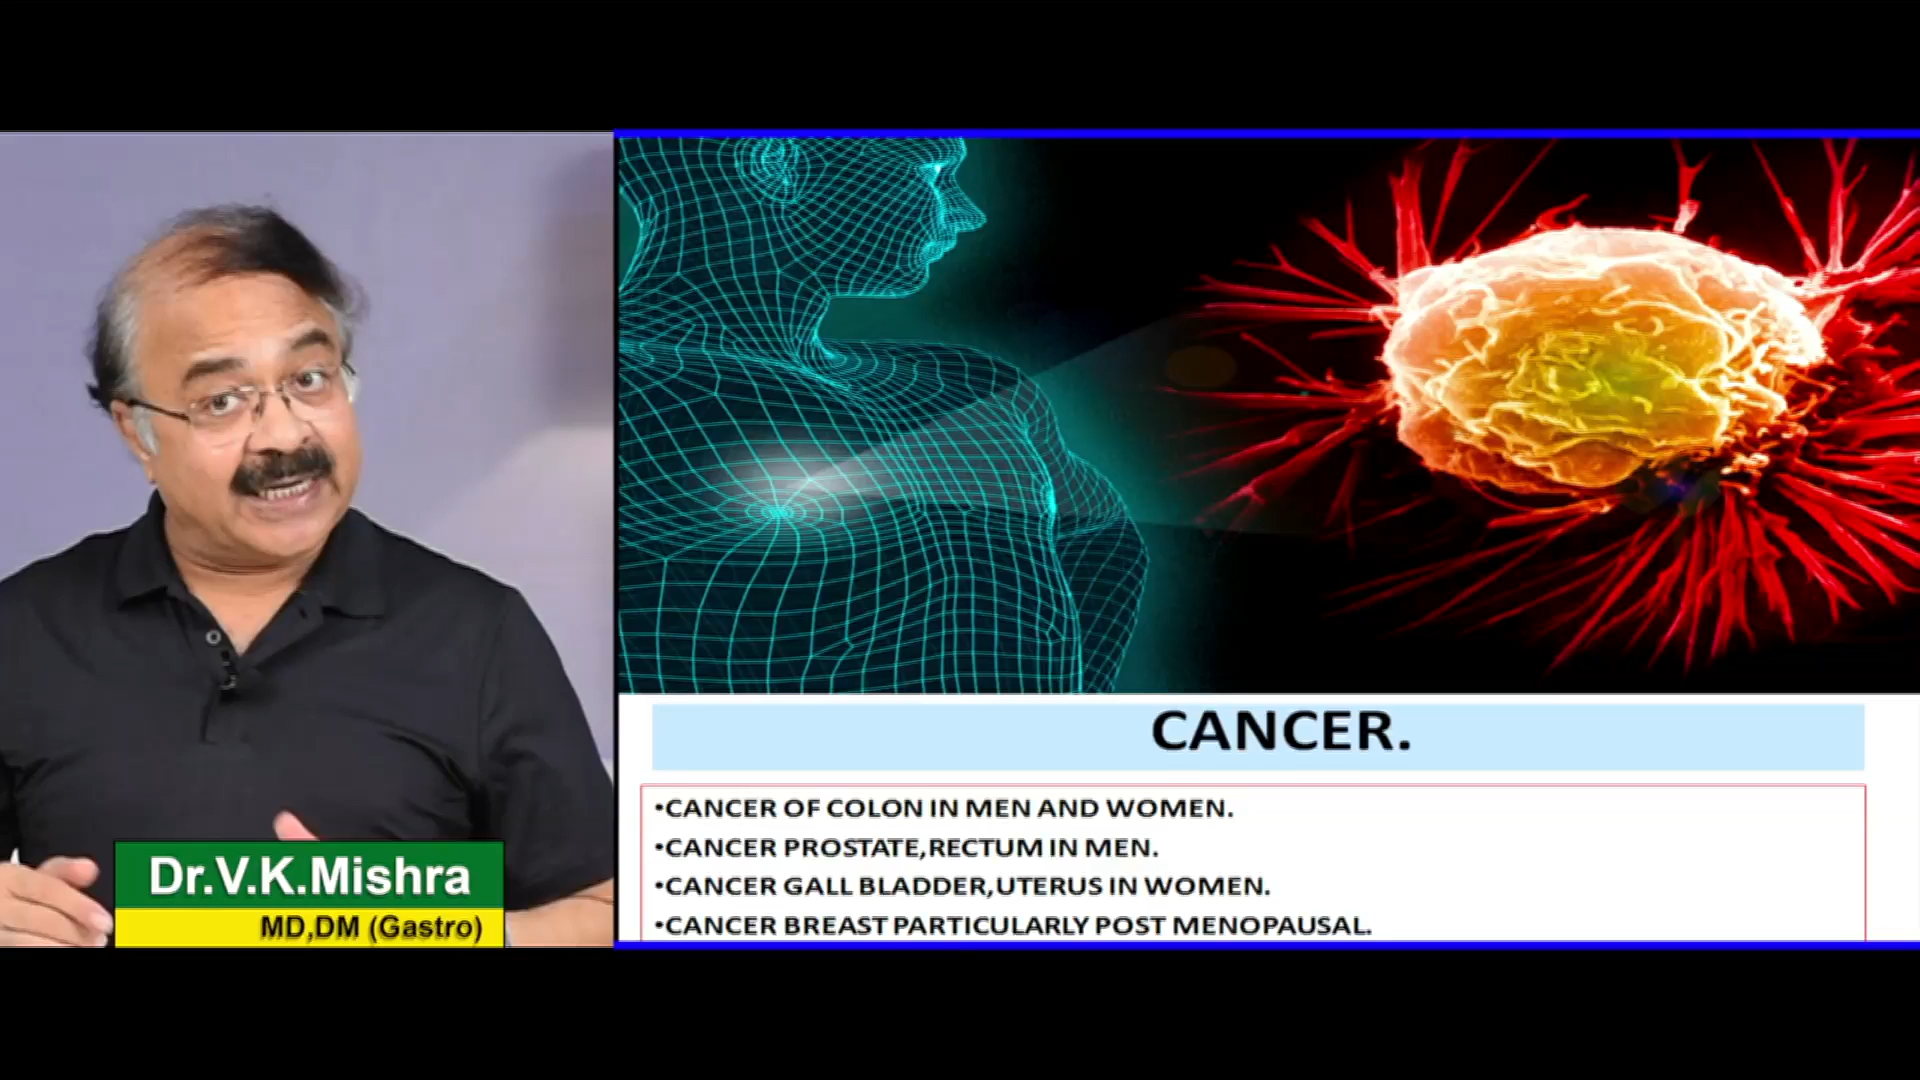 CANCER.
•CANCER OF COLON IN MEN AND WOMEN.
•CANCER PROSTATE,RECTUM IN MEN.
•CANCER GALL BLADDER,UTERUS IN WOMEN.
•CANCER BREAST PARTICULARLY POST MENOPAUSAL.
Dr.V.K.Mishra
MD,DM (Gastro)